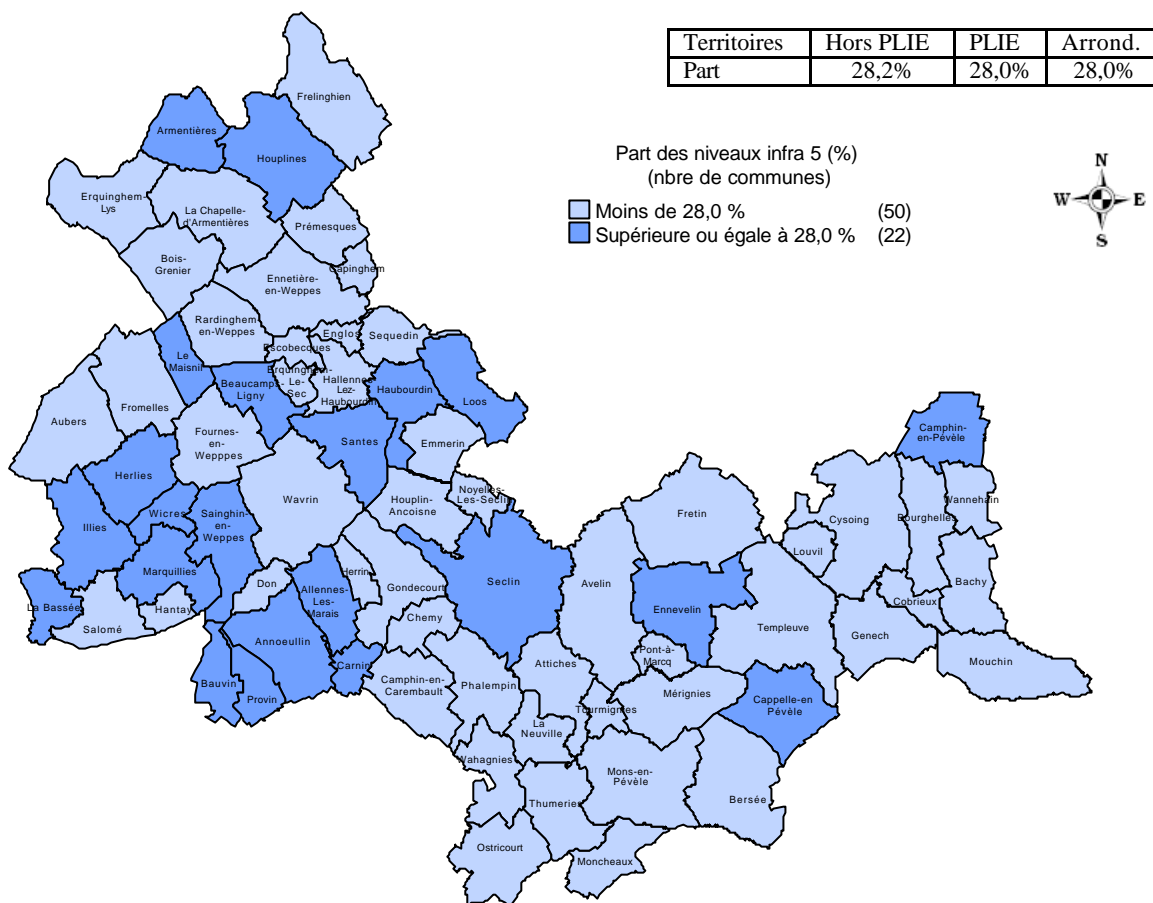 Territoires Hors PLIE PLIE Arrond.
Part 28,2% 28,0% 28,0%
Part des niveaux infra 5 (%)
(nbre de communes)
Moins de 28,0 % (50)
Supérieure ou égale à 28,0 % (22)
N
W E
S
Frelinghien
Armentières
Houplines
Erquinghem-
Lys
La Chapelle-
d'Armentières
Prémesques
Bois-
Grenier
Capinghem
Ennetière-
en-Weppes
Rardinghem-
en-Weppes
Englos
Sequedin
Escobecques
Le
Maisnil
Erquinghem-
Le-
Sec
Beaucamps-
Ligny
Hallennes
Lez-
Haubourdin
Haubourdin
Loos
Aubers
Fromelles
Fournes-
en-
Wepppes
Santes
Emmerin
Camphin-
en-Pévèle
Herlies
Wavrin
Houplin-
Ancoisne
Noyelles-
Les-Seclin
Wicres
Sainghin-
en-
Weppes
Illies
Fretin
Cysoing
Bourghelles
Wannehain
Louvil
Marquillies
Don
Herrin
Allennes-
Les-
Marais
Gondecourt
Seclin
Avelin
Ennevelin
Bachy
La Bassée
Hantay
Salomé
Cobrieux
Chemy
Annoeullin
Templeuve
Genech
Carnin
Attiches
Pont-à-
Marcq
Mouchin
Bauvin
Provin
Camphin-en-
Carembault
Phalempin
Mérignies
Cappelle-en
Pévèle
Tourmignies
La
Neuville
Wahagnies
Mons-en-
Pévèle
Bersée
Thumeries
Ostricourt
Moncheaux